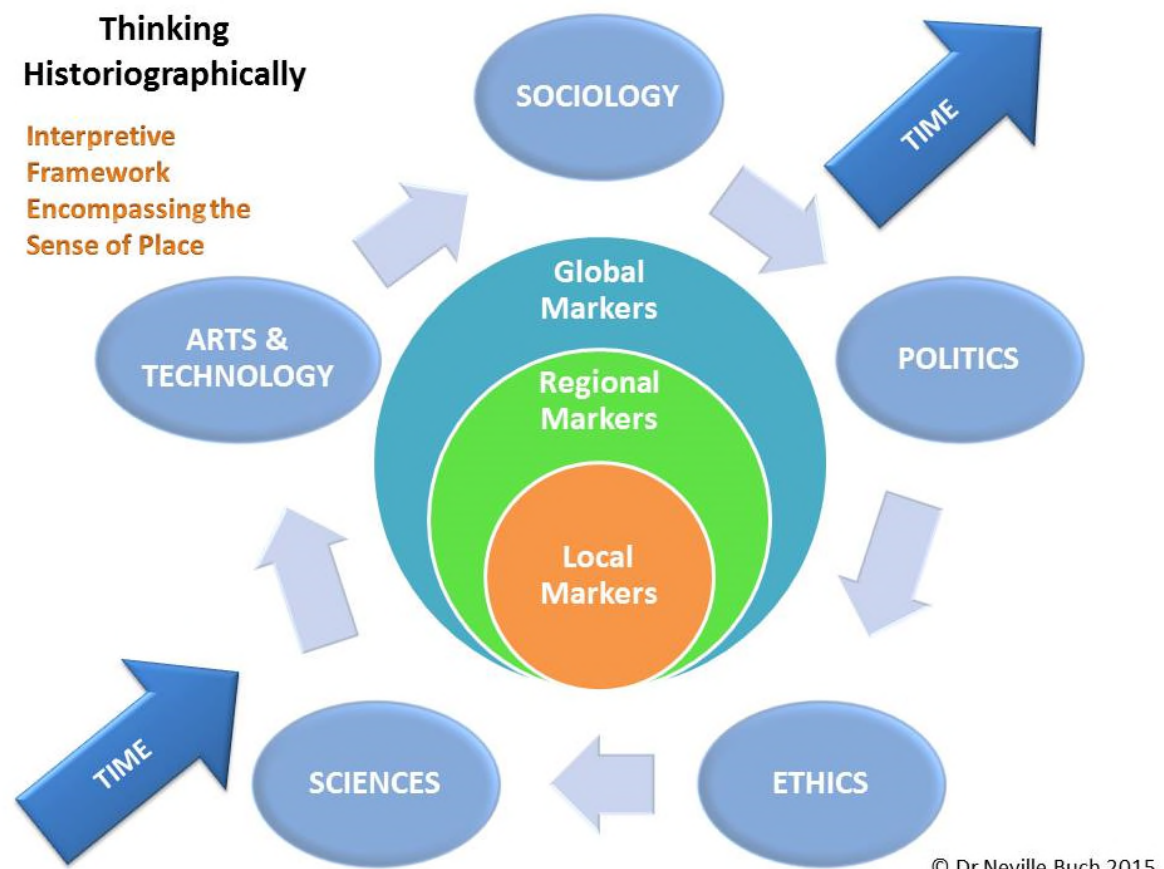 Thinking
Historiographically
Interpretive
Framework
Encompassing the
Sense of Place
SOCIOLOGY
TIME
Global
Markers
ARTS &
TECHNOLOGY
POLITICS
Regional
Markers
Local
Markers
TIME
SCIENCES
ETHICS
© Dr Neville Buch 2015